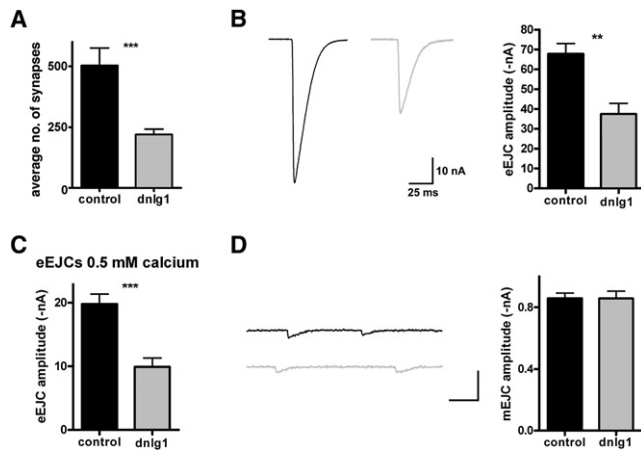 A
***
average no. of synapses
500
250
0
control
dnlg1
B
10 nA
25 ms
**
eEJC amplitude (-nA)
80
70
60
50
40
30
20
10
0
control
dnlg1
C
eEJCs 0.5 mM calcium
***
eEJC amplitude (-nA)
20
10
0
control
dnlg1
D
mEJC amplitude (-nA)
0.8
0.4
0.0
control
dnlg1